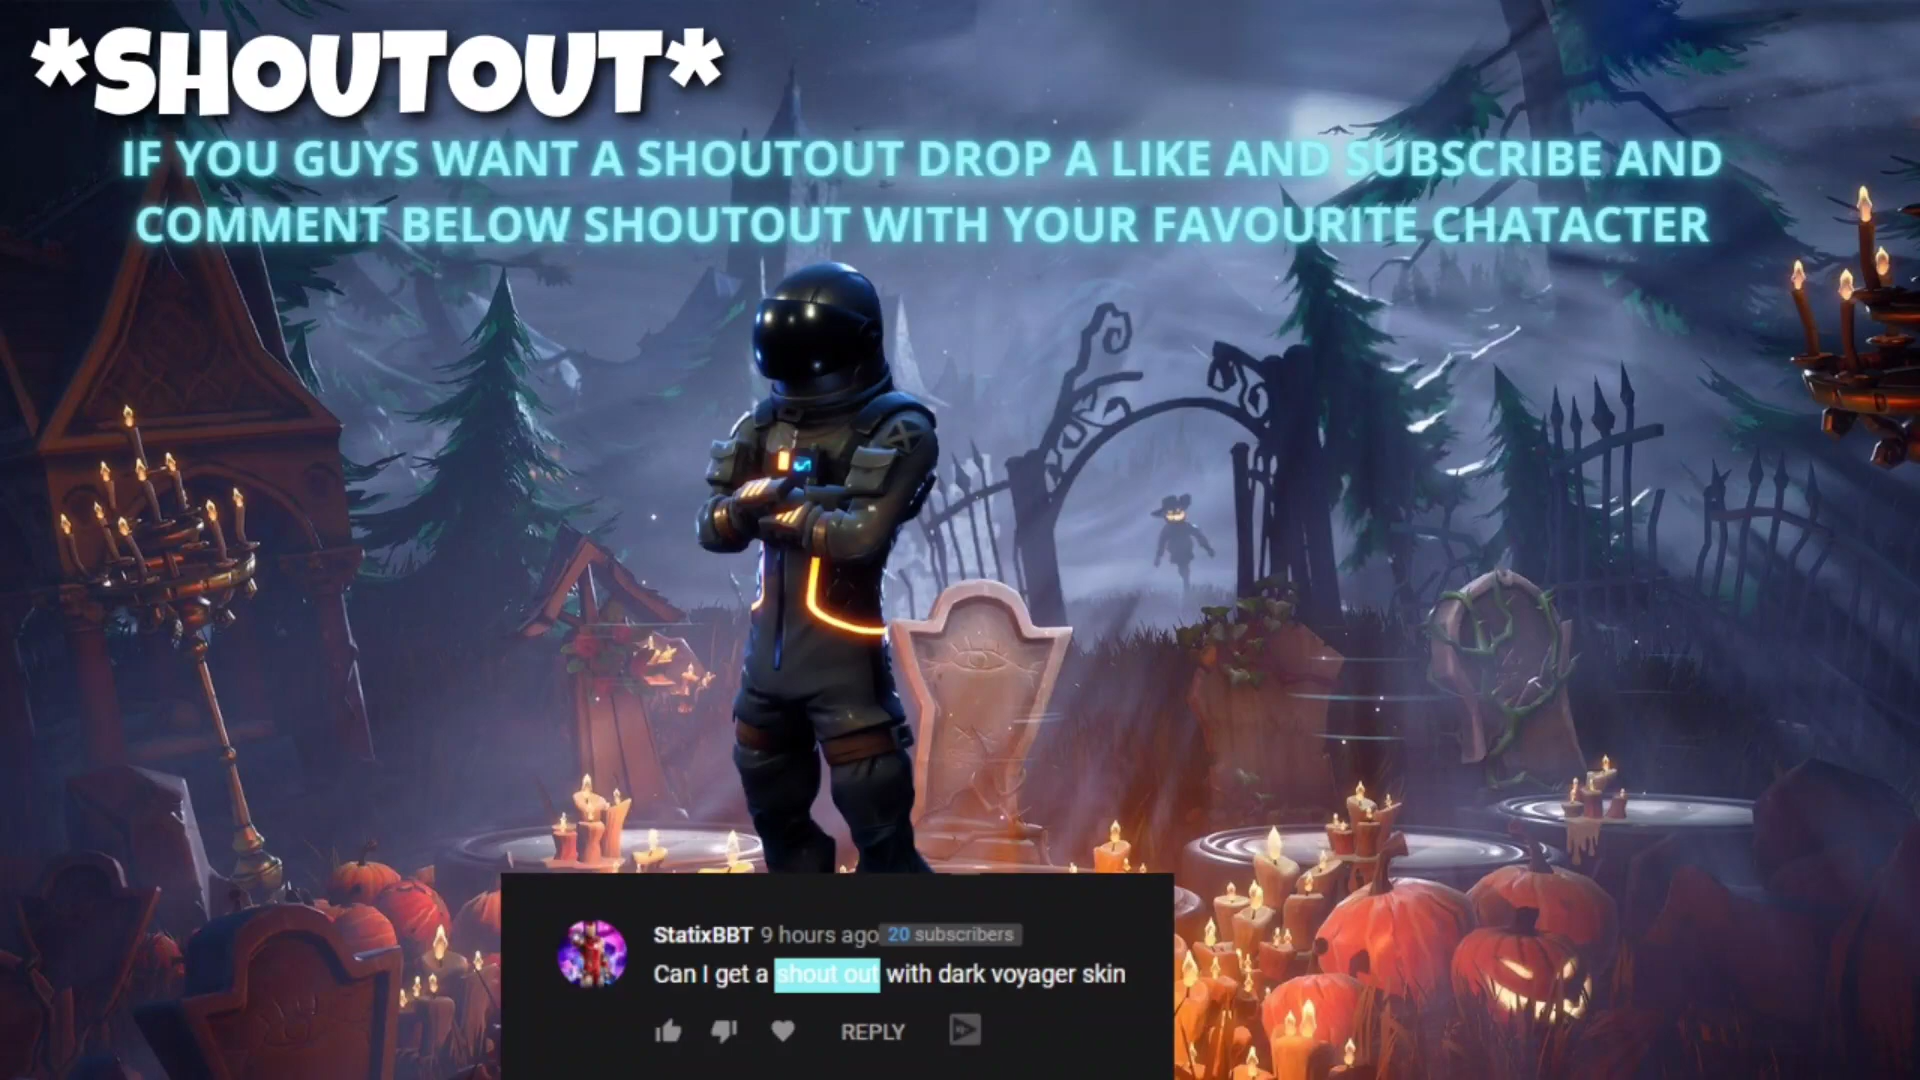 *SHOUTOUT*
IF YOU GUYS WANT A SHOUTOUT DROP A LIKE AND SUBSCRIBE AND
COMMENT BELOW SHOUTOUT WITH YOUR FAVOURITE CHATACTER
StatixBBT 9 hours ago 20 subscribers
Can I get a shout out with dark voyager skin
REPLY